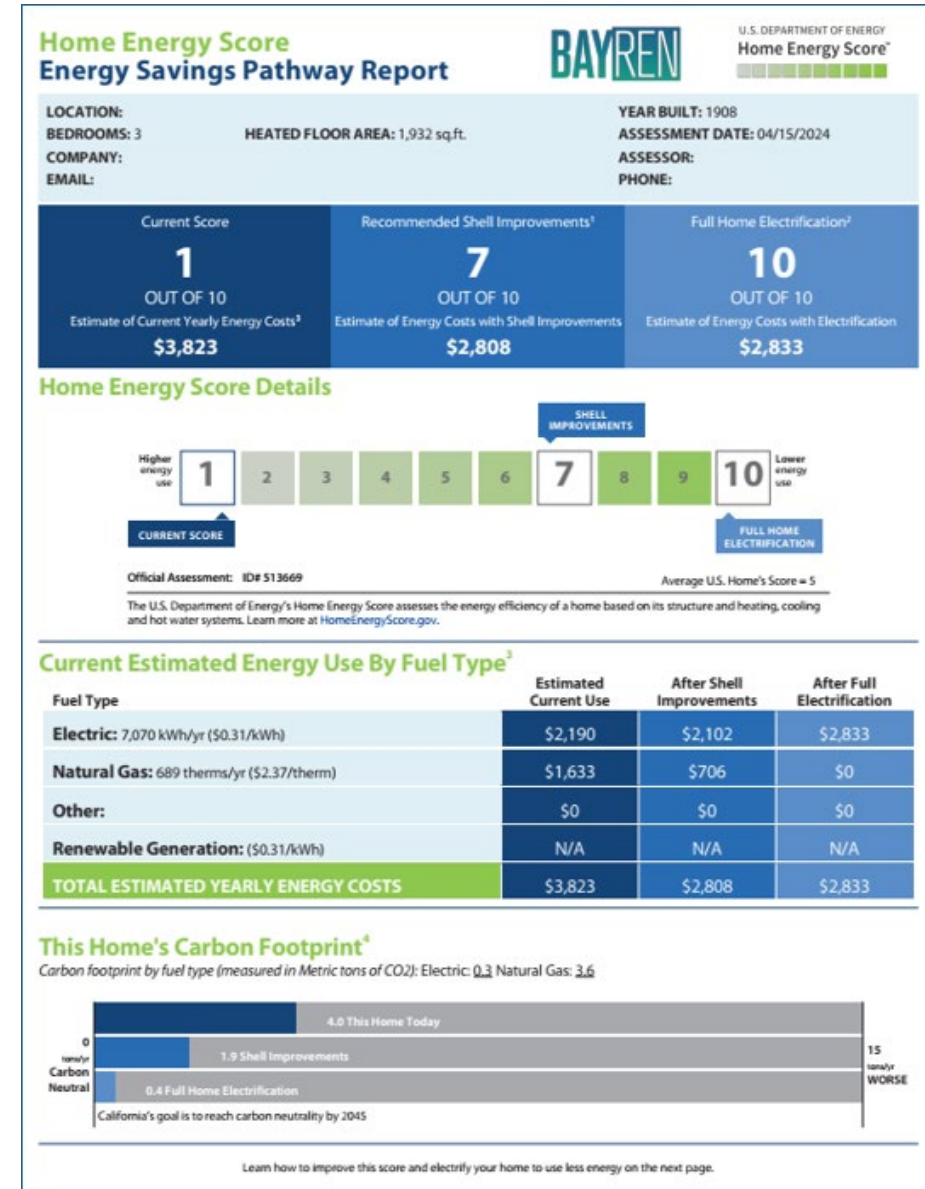 Home Energy Score
Energy Savings Pathway Report
BAYREN
U.S. DEPARTMENT OF ENERGY
Home Energy Score™
LOCATION:
BEDROOMS: 3
HEATED FLOOR AREA: 1,932 sq.ft.
COMPANY:
EMAIL:
YEAR BUILT: 1908
ASSESSMENT DATE: 04/15/2024
ASSESSOR:
PHONE:
Current Score
1
OUT OF 10
Estimate of Current Yearly Energy Costs³
$3,823
Recommended Shell Improvements¹
7
OUT OF 10
Estimate of Energy Costs with Shell Improvements
$2,808
Full Home Electrification²
10
OUT OF 10
Estimate of Energy Costs with Electrification
$2,833
Home Energy Score Details
SHELL
IMPROVEMENTS
Higher
energy
use
1 2 3 4 5 6 7 8 9 10
Lower
energy
use
CURRENT SCORE
FULL HOME
ELECTRIFICATION
Official Assessment: ID# 513669
Average U.S. Home's Score = 5
The U.S. Department of Energy's Home Energy Score assesses the energy efficiency of a home based on its structure and heating, cooling
and hot water systems. Learn more at HomeEnergyScore.gov.
Current Estimated Energy Use By Fuel Type³
Fuel Type
Estimated
Current Use
After Shell
Improvements
After Full
Electrification
Electric: 7,070 kWh/yr ($0.31/kWh) $2,190 $2,102 $2,833
Natural Gas: 689 therms/yr ($2.37/therm) $1,633 $706 $0
Other: $0 $0 $0
Renewable Generation: ($0.31/kWh) N/A N/A N/A
TOTAL ESTIMATED YEARLY ENERGY COSTS $3,823 $2,808 $2,833
This Home's Carbon Footprint⁴
Carbon footprint by fuel type (measured in Metric tons of CO2): Electric: 0.3 Natural Gas: 3.6
0
tons/yr
Carbon
Neutral
4.0 This Home Today
1.9 Shell Improvements
0.4 Full Home Electrification
15
tons/yr
WORSE
California's goal is to reach carbon neutrality by 2045
Learn how to improve this score and electrify your home to use less energy on the next page.